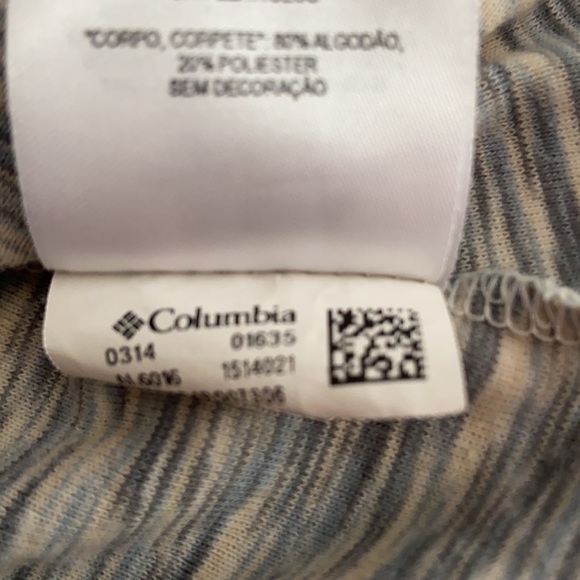 "CORPO, CORPETE": 80% ALGODÃO,
20% POLIESTER
SEM DECORAÇÃO
Columbia
0314 01635
1514021